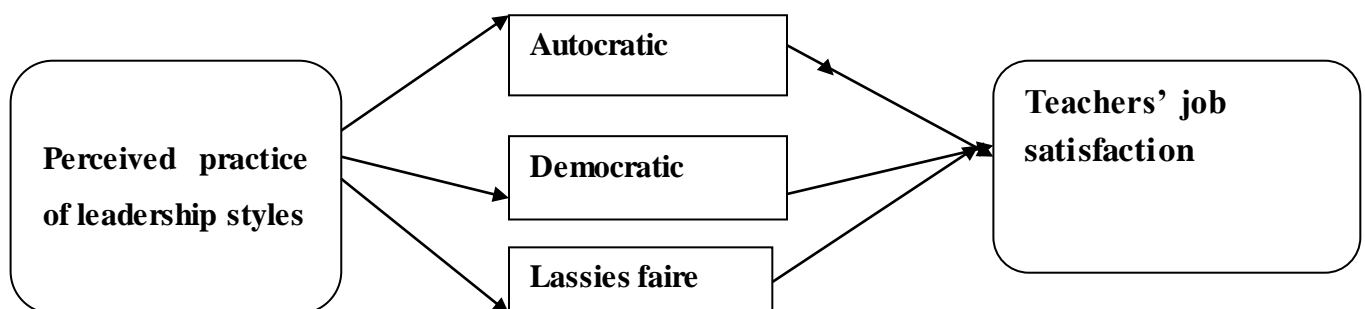 Perceived practice
of leadership styles
Autocratic
Democratic
Lassies faire
Teachers’ job
satisfaction